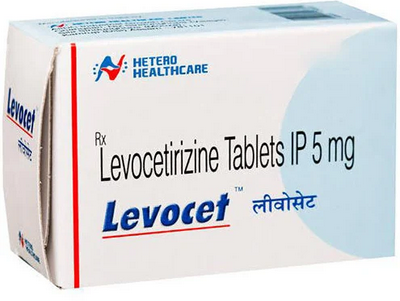 HETERO
HEALTHCARE
Rx
Levocetirizine Tablets IP 5 mg
Levocet™ लीवोसेट
Levocet